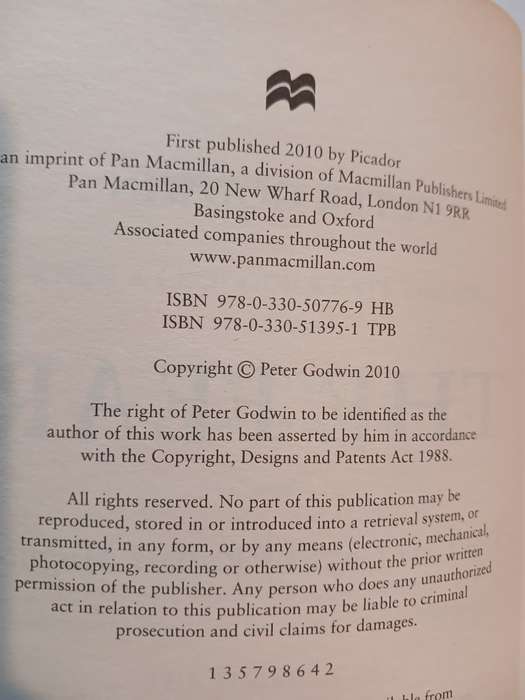 First published 2010 by Picador
an imprint of Pan Macmillan, a division of Macmillan Publishers Limited
Pan Macmillan, 20 New Wharf Road, London N1 9RR
Basingstoke and Oxford
Associated companies throughout the world
www.panmacmillan.com
ISBN 978-0-330-50776-9 HB
ISBN 978-0-330-51395-1 TPB
Copyright © Peter Godwin 2010
The right of Peter Godwin to be identified as the
author of this work has been asserted by him in accordance
with the Copyright, Designs and Patents Act 1988.
All rights reserved. No part of this publication may be
reproduced, stored in or introduced into a retrieval system, or
transmitted, in any form, or by any means (electronic, mechanical,
photocopying, recording or otherwise) without the prior written
permission of the publisher. Any person who does any unauthorized
act in relation to this publication may be liable to criminal
prosecution and civil claims for damages.
1 3 5 7 9 8 6 4 2
from